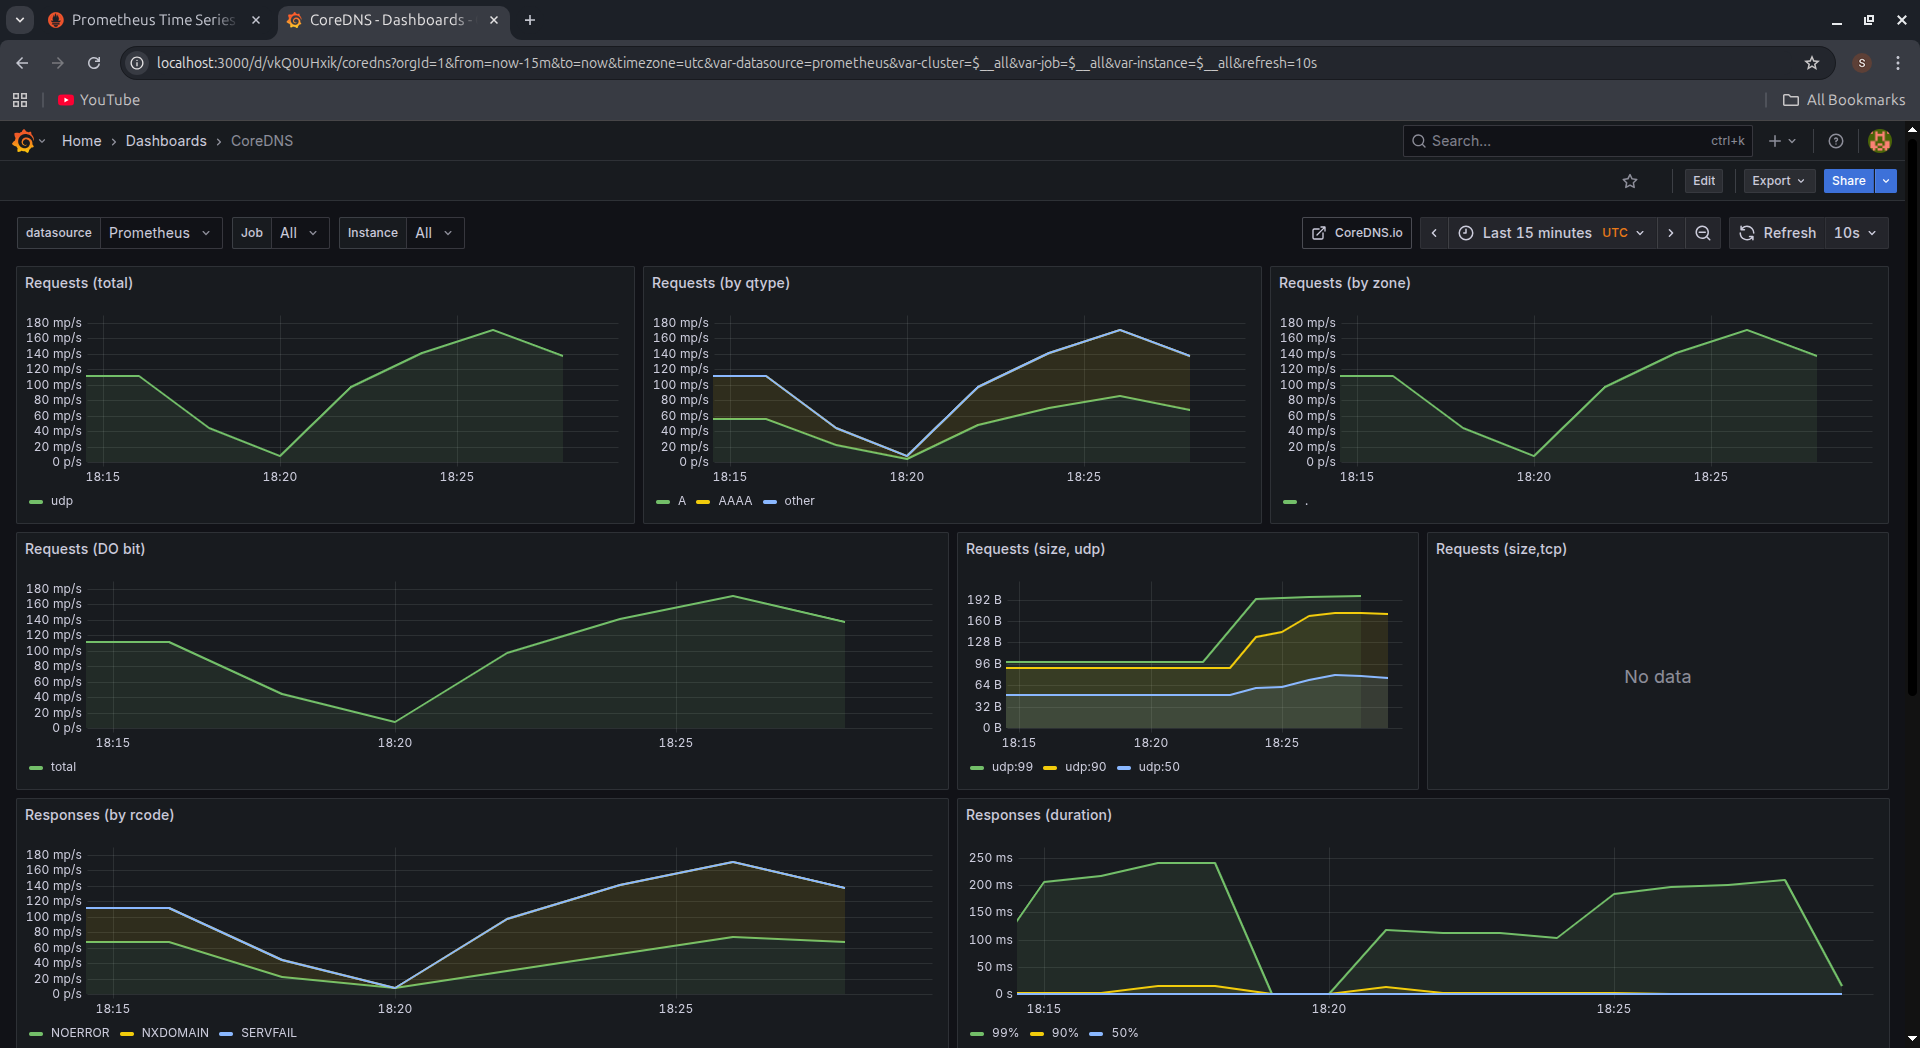 Prometheus Time Series
CoreDNS - Dashboards -
localhost:3000/d/vkQ0UHxik/coredns?orgId=1&from=now-15m&to=now&timezone=utc&var-datasource=prometheus&var-cluster=$__all&var-job=$__all&var-instance=$__all&refresh=10s
S
YouTube
All Bookmarks
Home › Dashboards › CoreDNS
Search...
ctrl+k
Edit
Export
Share
datasource Prometheus
Job All
Instance All
CoreDNS.io
Last 15 minutes UTC
Refresh 10s
Requests (total)
180 mp/s
160 mp/s
140 mp/s
120 mp/s
100 mp/s
80 mp/s
60 mp/s
40 mp/s
20 mp/s
0 p/s
18:15 18:20 18:25
udp
Requests (by qtype)
180 mp/s
160 mp/s
140 mp/s
120 mp/s
100 mp/s
80 mp/s
60 mp/s
40 mp/s
20 mp/s
0 p/s
18:15 18:20 18:25
A AAAA other
Requests (by zone)
180 mp/s
160 mp/s
140 mp/s
120 mp/s
100 mp/s
80 mp/s
60 mp/s
40 mp/s
20 mp/s
0 p/s
18:15 18:20 18:25
.
Requests (DO bit)
180 mp/s
160 mp/s
140 mp/s
120 mp/s
100 mp/s
80 mp/s
60 mp/s
40 mp/s
20 mp/s
0 p/s
18:15 18:20 18:25
total
Requests (size, udp)
192 B
160 B
128 B
96 B
64 B
32 B
0 B
18:15 18:20 18:25
udp:99 udp:90 udp:50
Requests (size,tcp)
No data
Responses (by rcode)
180 mp/s
160 mp/s
140 mp/s
120 mp/s
100 mp/s
80 mp/s
60 mp/s
40 mp/s
20 mp/s
0 p/s
18:15 18:20 18:25
NOERROR NXDOMAIN SERVFAIL
Responses (duration)
250 ms
200 ms
150 ms
100 ms
50 ms
0 s
18:15 18:20 18:25
99% 90% 50%